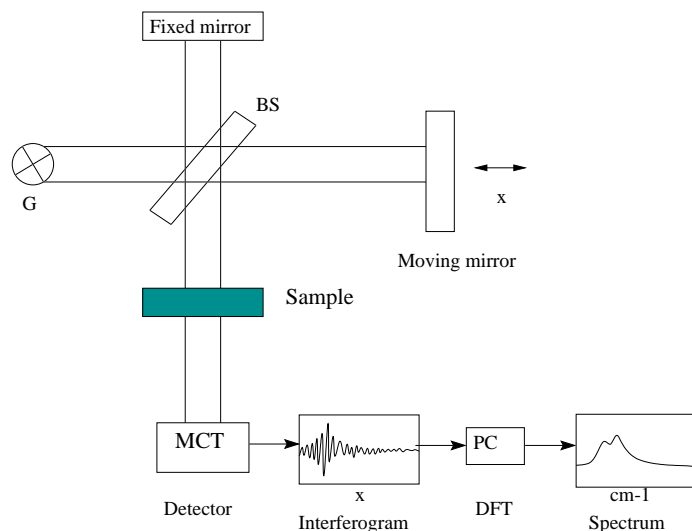 Fixed mirror
BS
G
x
Moving mirror
Sample
MCT
PC
Detector
x
Interferogram
DFT
cm-1
Spectrum